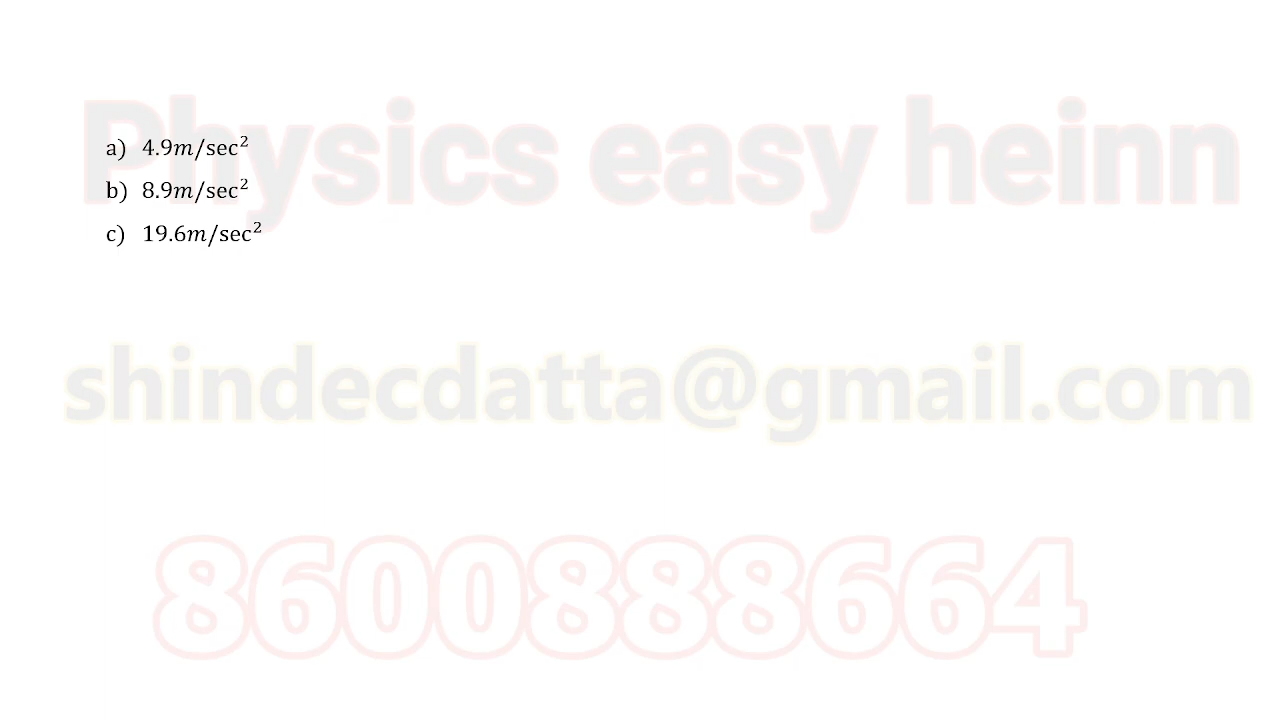 Physics easy heinn
a) 4.9m/sec²
b) 8.9m/sec²
c) 19.6m/sec²
shindecdatta@gmail.com
8600888664